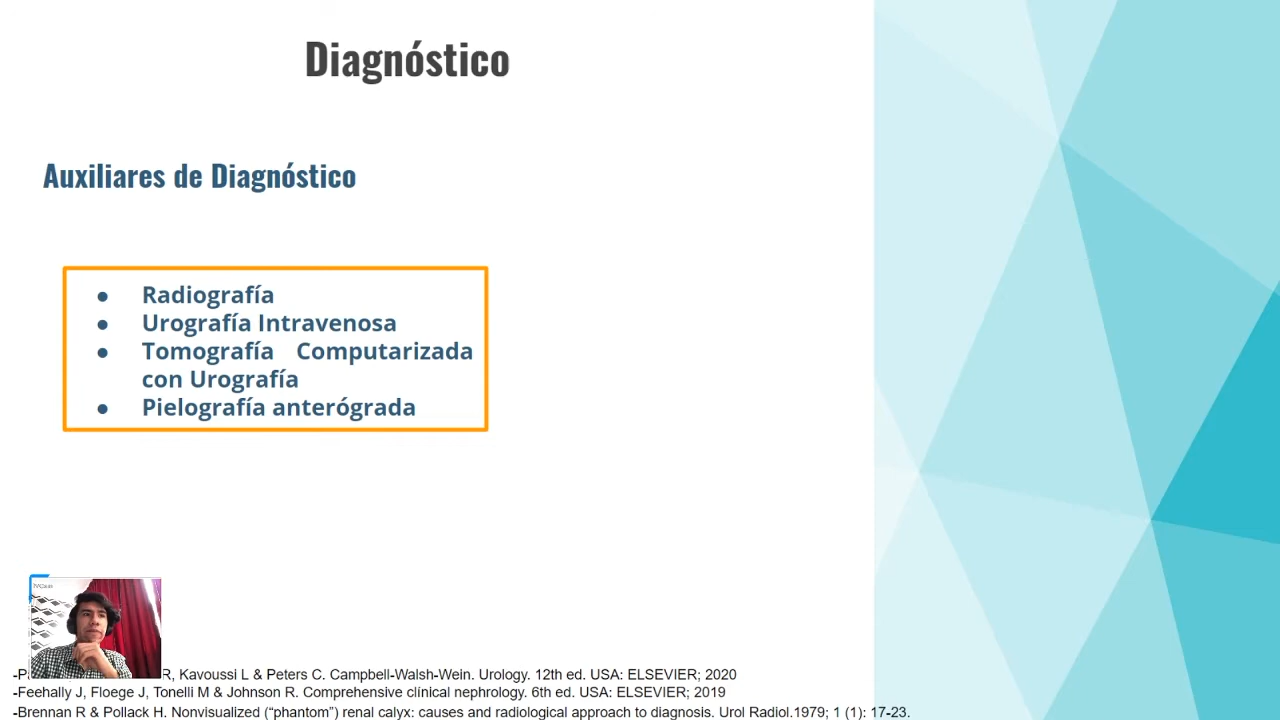 Diagnóstico
Auxiliares de Diagnóstico
● Radiografía
● Urografía Intravenosa
● Tomografía Computarizada
con Urografía
● Pielografía anterógrada
R, Kavoussi L & Peters C. Campbell-Walsh-Wein. Urology. 12th ed. USA: ELSEVIER; 2020
-Feehally J, Floege J, Tonelli M & Johnson R. Comprehensive clínical nephrology. 6th ed. USA: ELSEVIER; 2019
-Brennan R & Pollack H. Nonvisualized (“phantom”) renal calyx: causes and radiological approach to diagnosis. Urol Radiol.1979; 1 (1): 17-23.